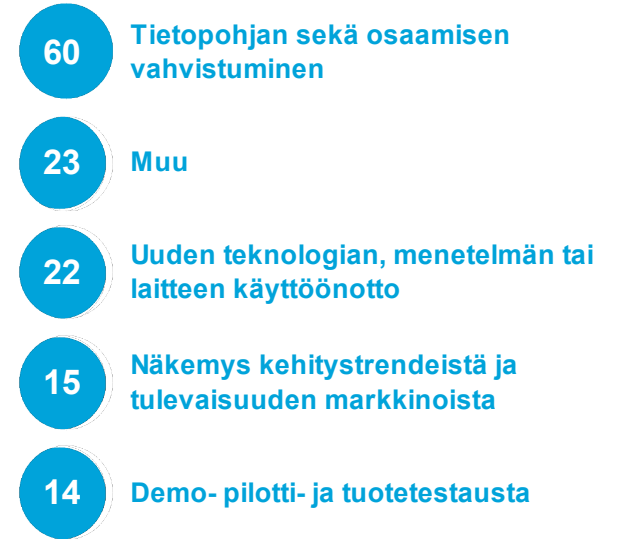 60
Tietopohjan sekä osaamisen
vahvistuminen
23
Muu
22
Uuden teknologian, menetelmän tai
laitteen käyttöönotto
15
Näkemys kehitystrendeistä ja
tulevaisuuden markkinoista
14
Demo- pilotti- ja tuotetestausta